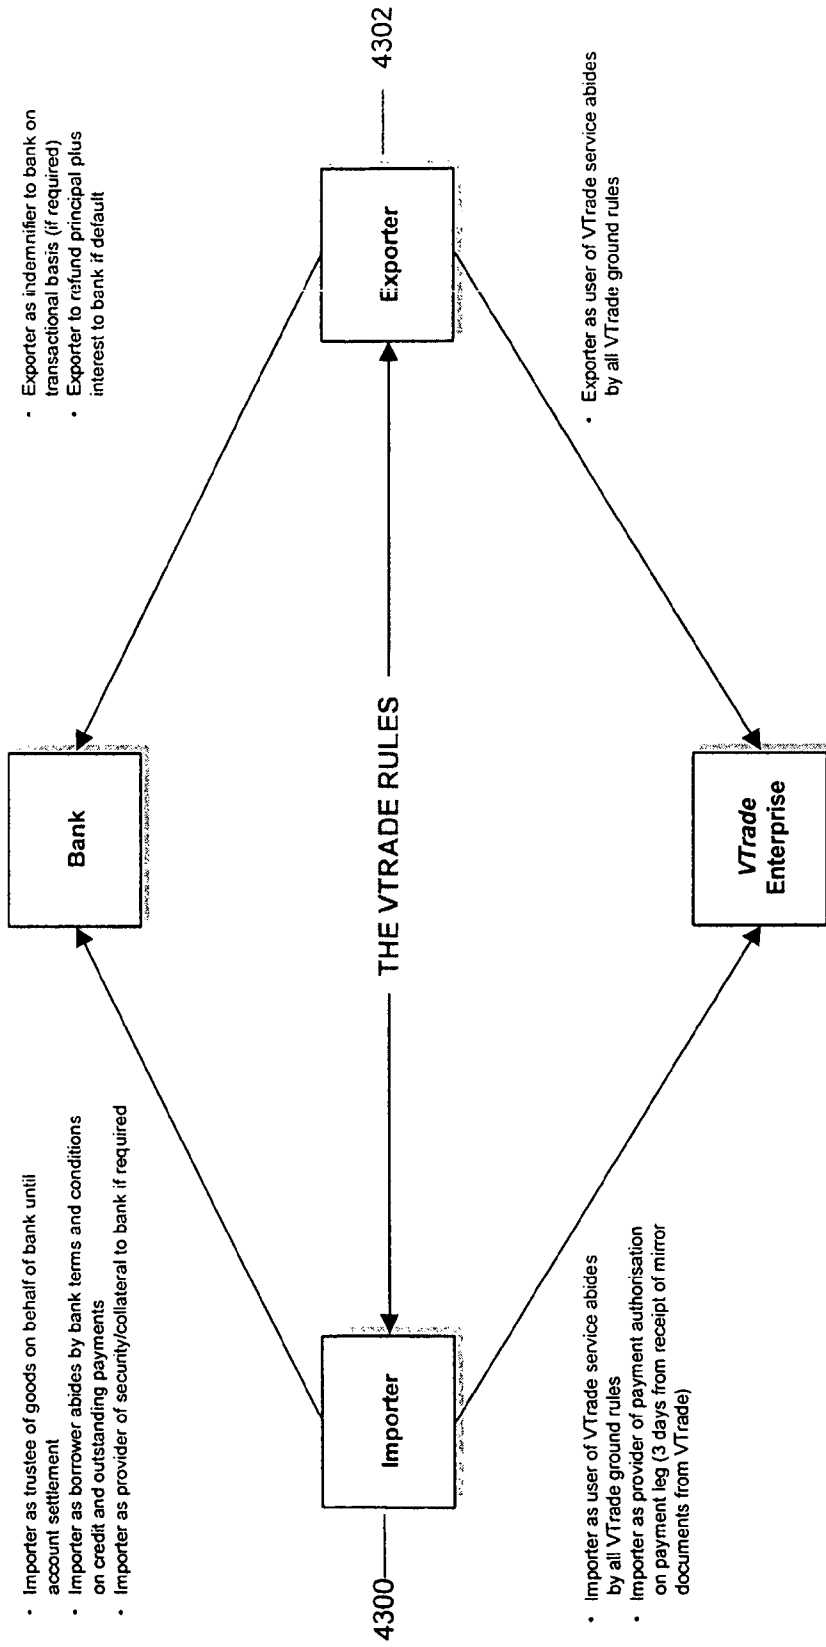 • Importer as trustee of goods on behalf of bank until
account settlement
• Importer as borrower abides by bank terms and conditions
on credit and outstanding payments
• Importer as provider of security/collateral to bank if required
Bank
• Exporter as indemnifier to bank on
transactional basis (if required)
• Exporter to refund principal plus
interest to bank if default
4300
Importer
THE VTRADE RULES
Exporter
4302
• Importer as user of VTrade service abides
by all VTrade ground rules
• Importer as provider of payment authorisation
on payment leg (3 days from receipt of mirror
documents from VTrade)
VTrade
Enterprise
• Exporter as user of VTrade service abides
by all VTrade ground rules